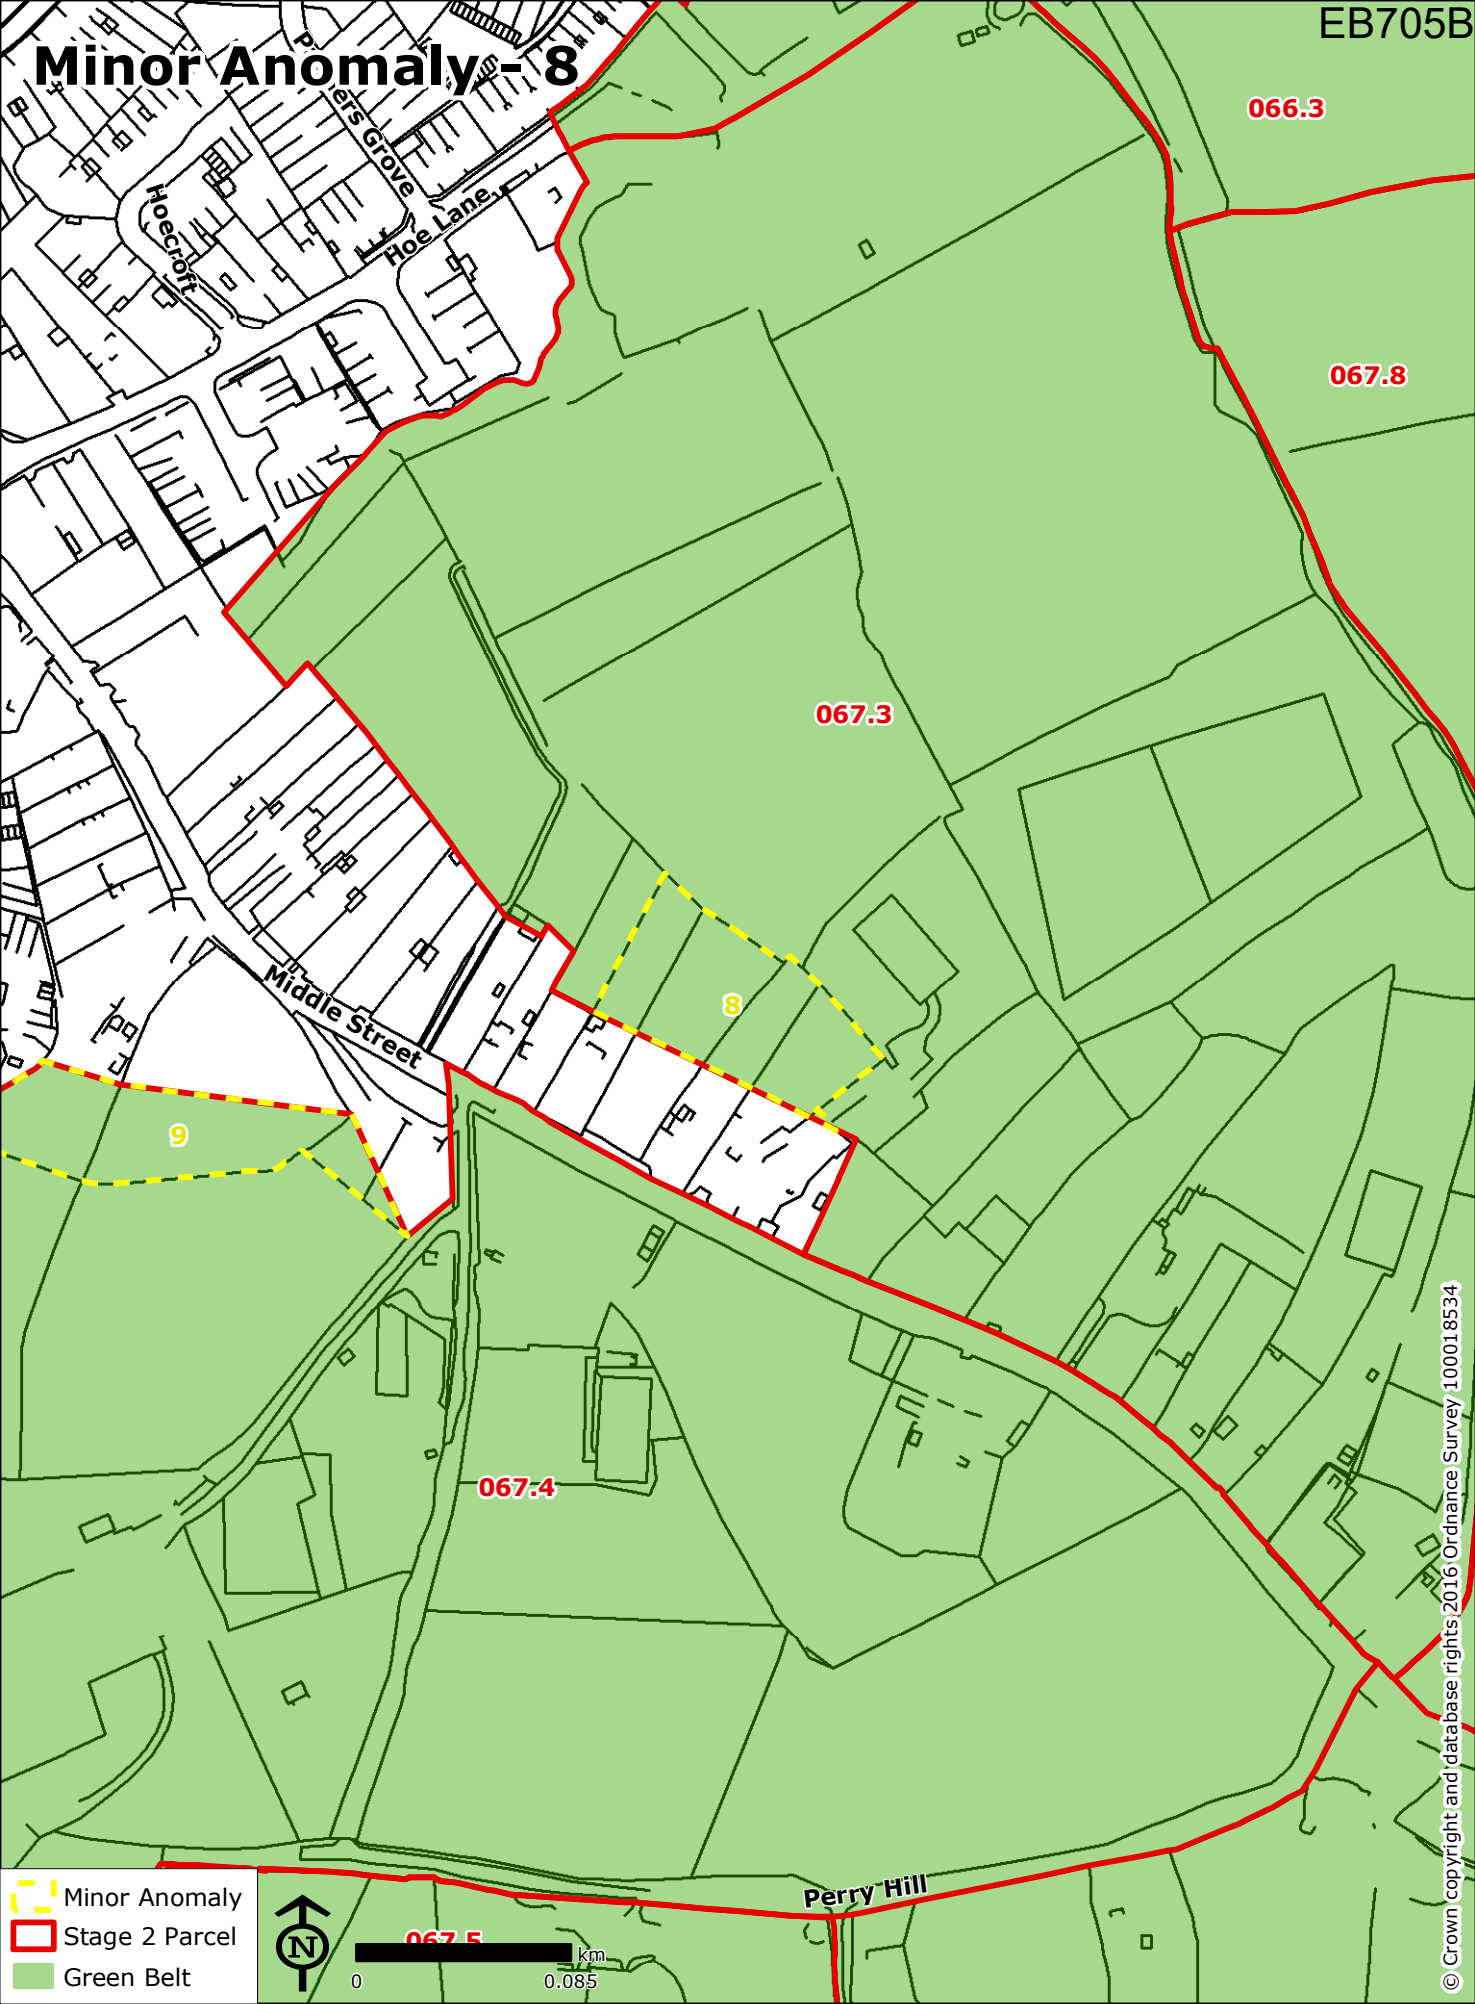 EB705B
Minor Anomaly - 8
066.3
Hoecroft
Hoe Lane
067.8
067.3
8
Middle Street
9
067.4
Perry Hill
Minor Anomaly
Stage 2 Parcel
Green Belt
N
067.5
km
0 0.085
© Crown copyright and database rights 2016 Ordnance Survey 100018534